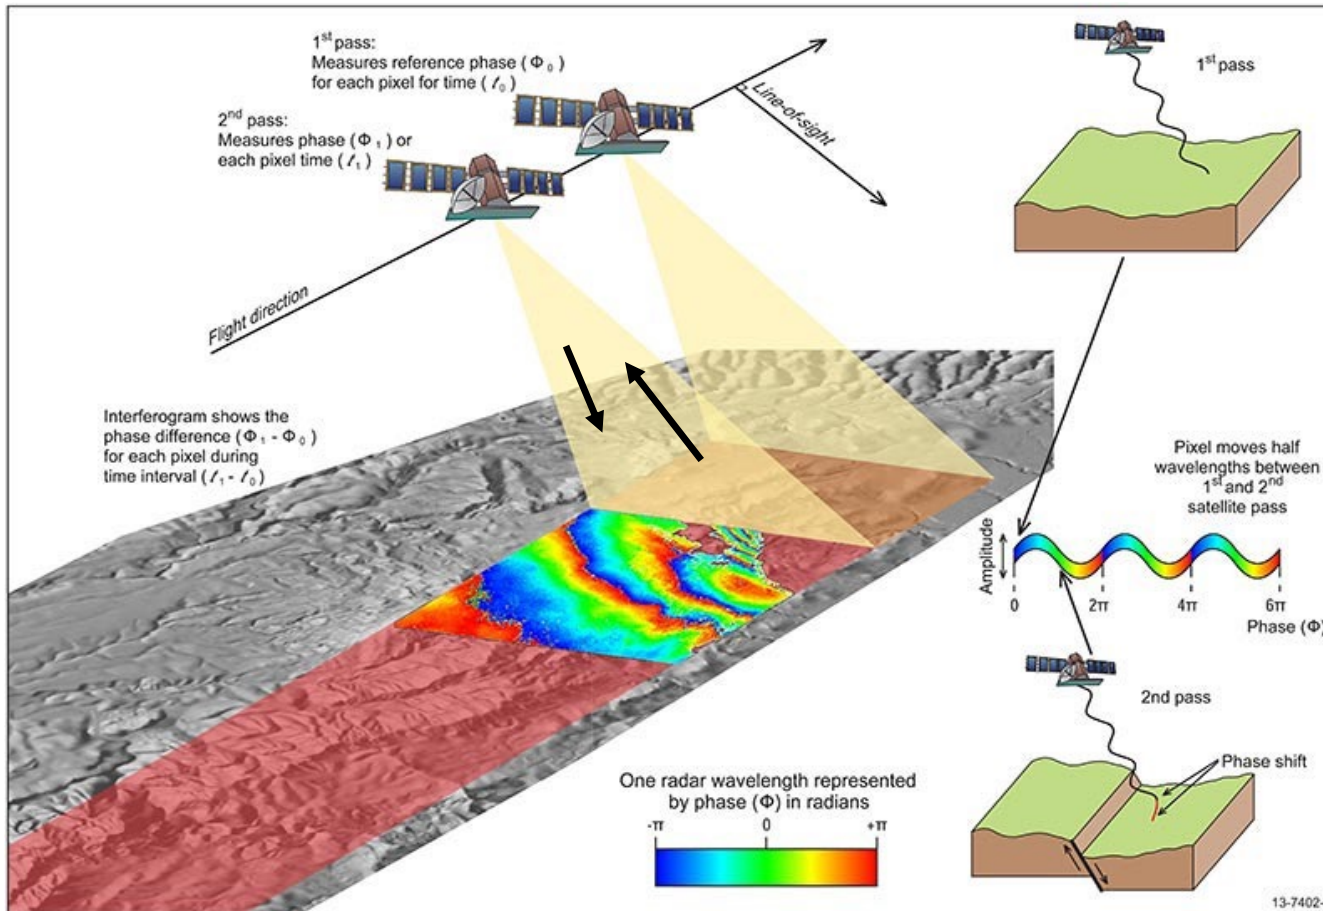 1st pass:
Measures reference phase (Φ0)
for each pixel for time (t0)
2nd pass:
Measures phase (Φ1) or
each pixel time (t1)
Line-of-sight
Flight direction
Interferogram shows the
phase difference (Φ1 - Φ0)
for each pixel during
time interval (t1 - t0)
1st pass
Pixel moves half
wavelengths between
1st and 2nd
satellite pass
Amplitude
0 2π 4π 6π
Phase (Φ)
2nd pass
Phase shift
One radar wavelength represented
by phase (Φ) in radians
-π 0 +π
13-7402-